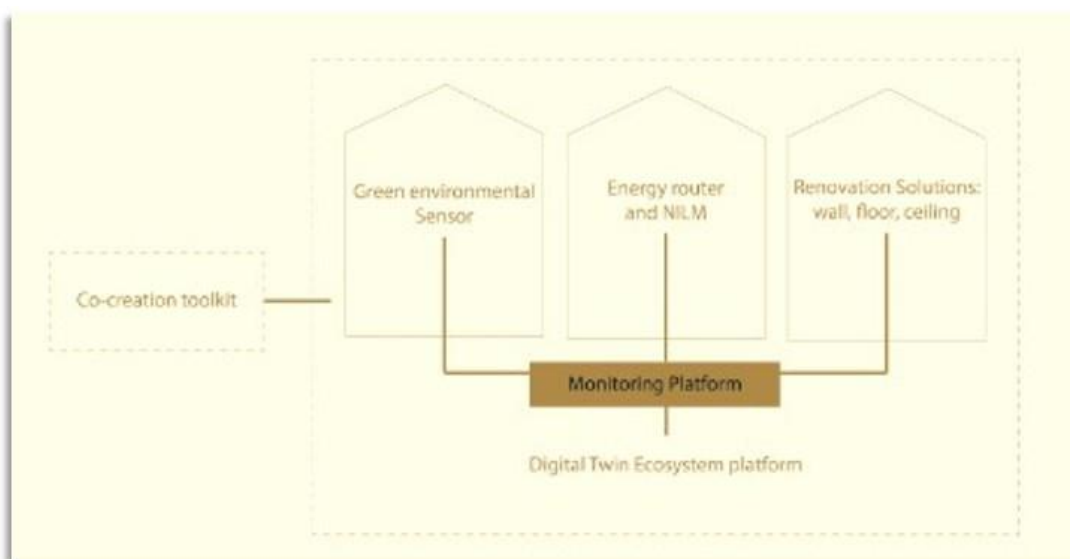 Green environmental
Sensor
Energy router
and NILM
Renovation Solutions:
wall, floor, ceiling
Co-creation toolkit
Monitoring Platform
Digital Twin Ecosystem platform